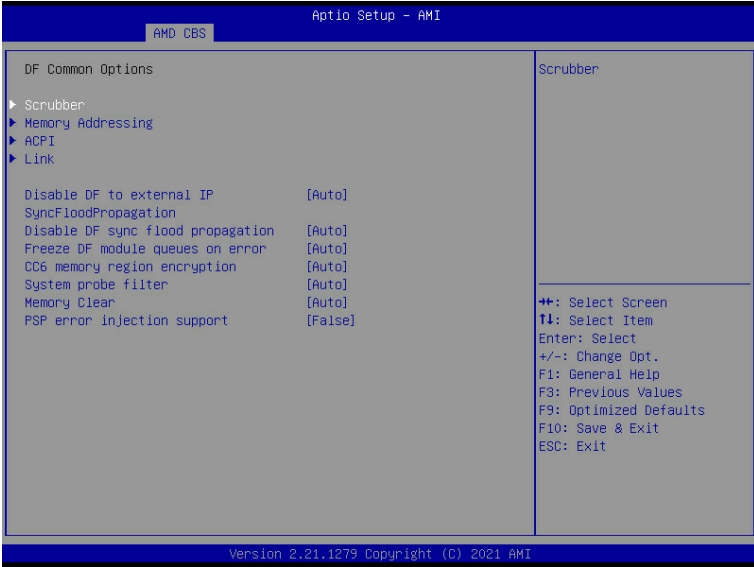 Aptio Setup – AMI
AMD CBS
DF Common Options
Scrubber
Memory Addressing
ACPI
Link
Disable DF to external IP [Auto]
SyncFloodPropagation
Disable DF sync flood propagation [Auto]
Freeze DF module queues on error [Auto]
CC6 memory region encryption [Auto]
System probe filter [Auto]
Memory Clear [Auto]
PSP error injection support [False]
Scrubber
→←: Select Screen
↑↓: Select Item
Enter: Select
+/-: Change Opt.
F1: General Help
F3: Previous Values
F9: Optimized Defaults
F10: Save & Exit
ESC: Exit
Version 2.21.1279 Copyright (C) 2021 AMI